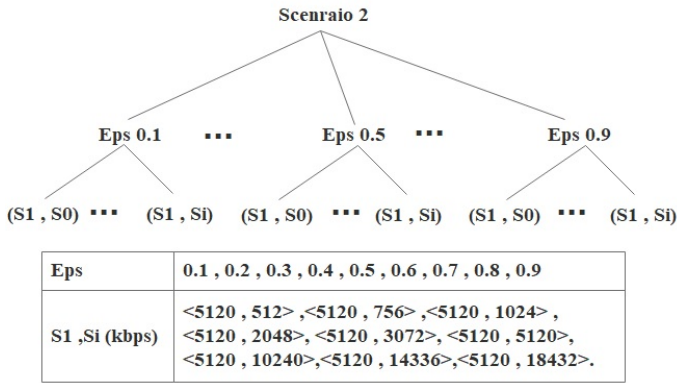 Scenraio 2
Eps 0.1 ... Eps 0.5 ... Eps 0.9
(S1 , S0) ... (S1 , Si) (S1 , S0) ... (S1 , Si) (S1 , S0) ... (S1 , Si)
Eps 0.1 , 0.2 , 0.3 , 0.4 , 0.5 , 0.6 , 0.7 , 0.8 , 0.9
<5120 , 512> ,<5120 , 756> ,<5120 , 1024> ,
S1 ,Si (kbps) <5120 , 2048>, <5120 , 3072>, <5120 , 5120>,
<5120 , 10240>,<5120 , 14336>,<5120 , 18432>.